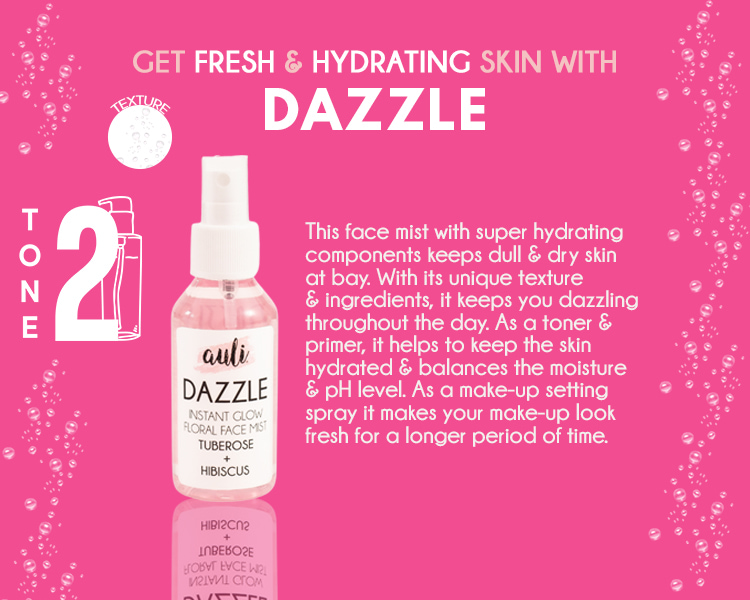 GET FRESH & HYDRATING SKIN WITH
DAZZLE
TEXTURE
TONE
2
This face mist with super hydrating
components keeps dull & dry skin
at bay. With its unique texture
& ingredients, it keeps you dazzling
throughout the day. As a toner &
primer, it helps to keep the skin
hydrated & balances the moisture
& pH level. As a make-up setting
spray it makes your make-up look
fresh for a longer period of time.
auli
DAZZLE
INSTANT GLOW
FLORAL FACE MIST
TUBEROSE
+
HIBISCUS